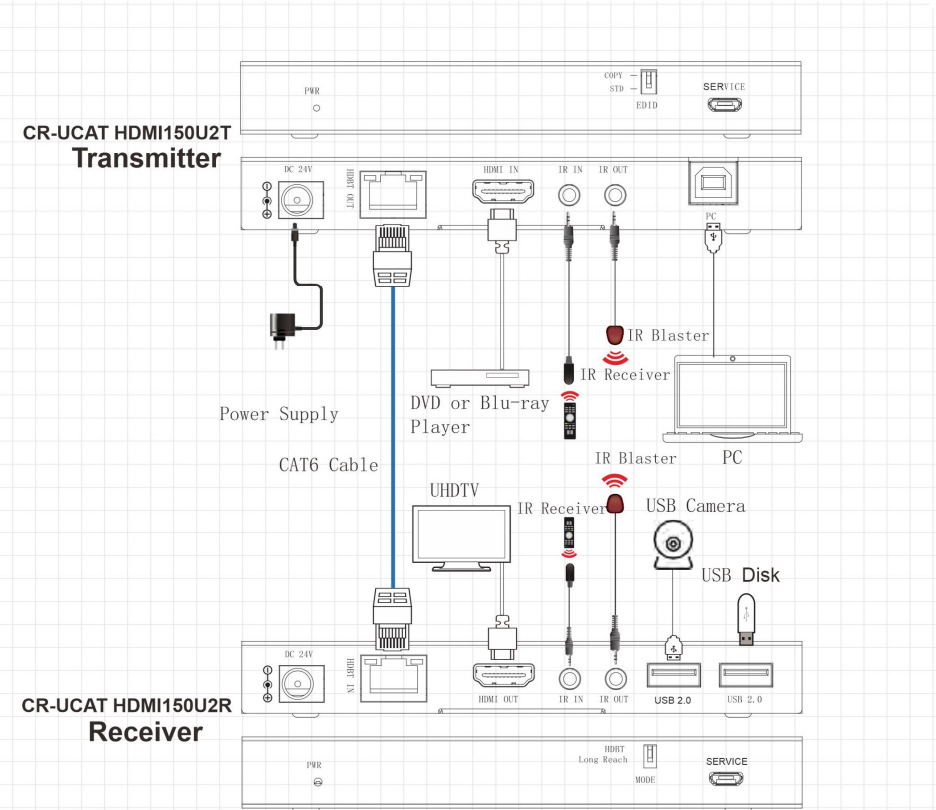 COPY
STD
EDID
PWR
SERVICE
CR-UCAT HDMI150U2T
Transmitter
DC 24V
HDBT OUT
HDMI IN
IR IN
IR OUT
PC
IR Blaster
IR Receiver
DVD or Blu-ray
Player
Power Supply
CAT6 Cable
PC
IR Blaster
UHDTV
IR Receiver
USB Camera
USB Disk
DC 24V
HDBT IN
HDMI OUT
IR IN
IR OUT
USB 2.0
USB 2.0
CR-UCAT HDMI150U2R
Receiver
PWR
HDBT
Long Reach
MODE
SERVICE